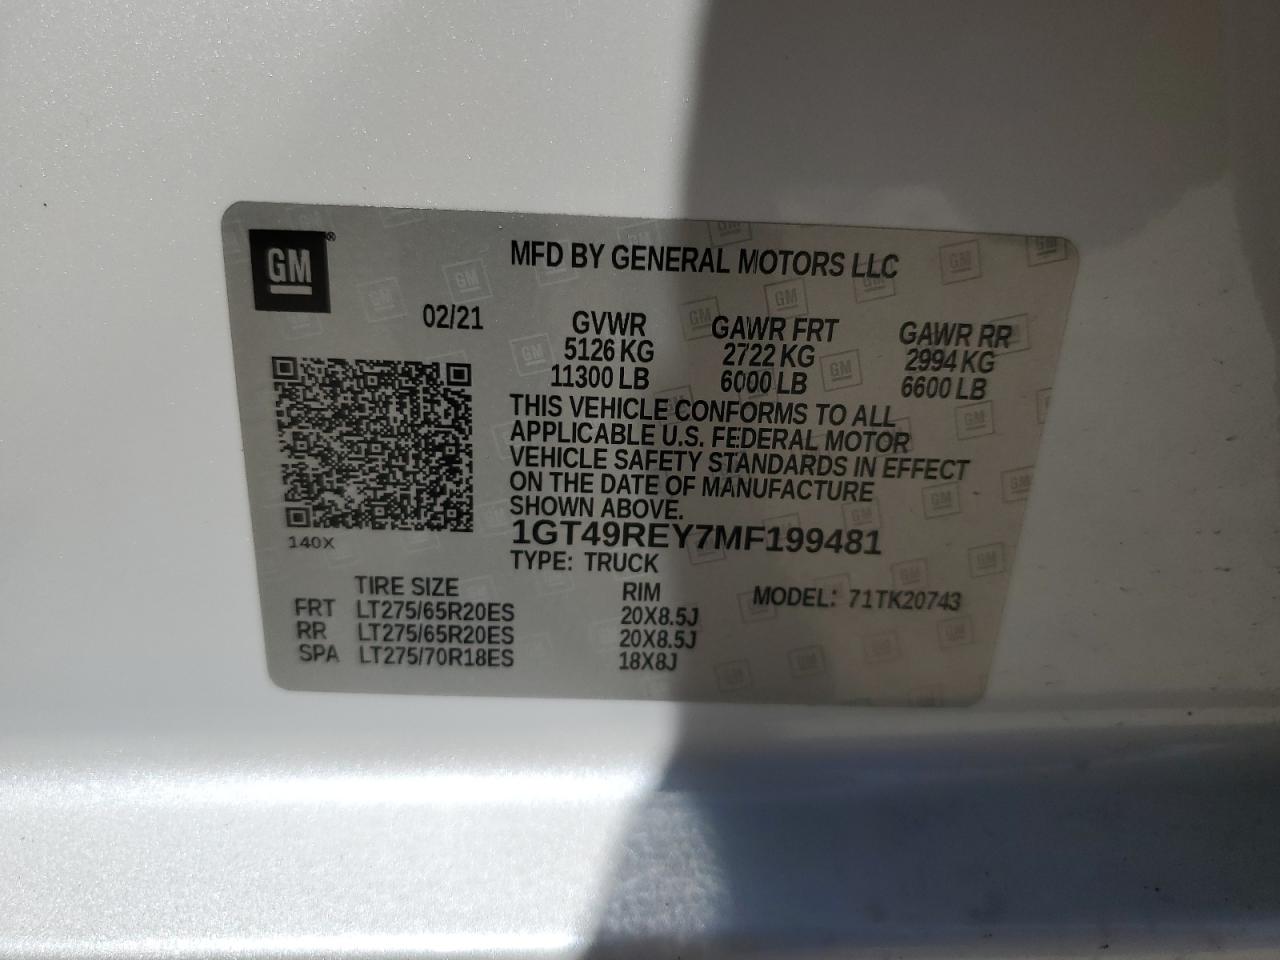 GM®
MFD BY GENERAL MOTORS LLC
02/21
GVWR GAWR FRT GAWR RR
5126 KG 2722 KG 2994 KG
11300 LB 6000 LB 6600 LB
THIS VEHICLE CONFORMS TO ALL
APPLICABLE U.S. FEDERAL MOTOR
VEHICLE SAFETY STANDARDS IN EFFECT
ON THE DATE OF MANUFACTURE
SHOWN ABOVE.
1GT49REY7MF199481
140X
TYPE: TRUCK
TIRE SIZE RIM MODEL: 71TK20743
FRT LT275/65R20ES 20X8.5J
RR LT275/65R20ES 20X8.5J
SPA LT275/70R18ES 18X8J